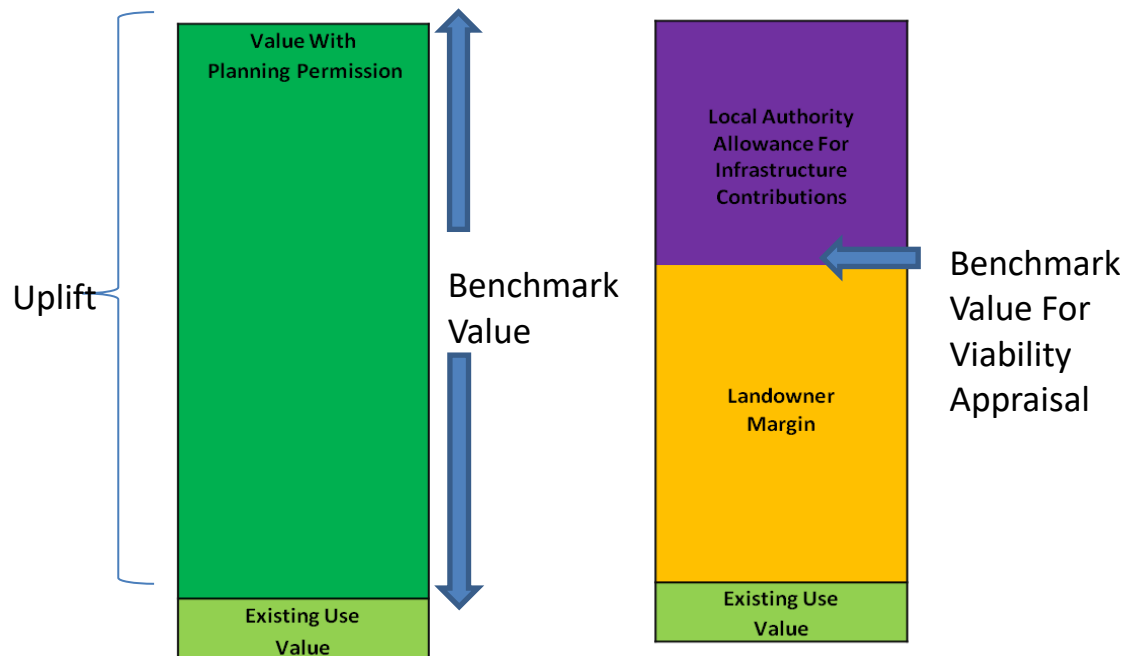 Uplift
Value With
Planning Permission
Existing Use
Value
Benchmark
Value
Local Authority
Allowance For
Infrastructure
Contributions
Landowner
Margin
Existing Use
Value
Benchmark
Value For
Viability
Appraisal